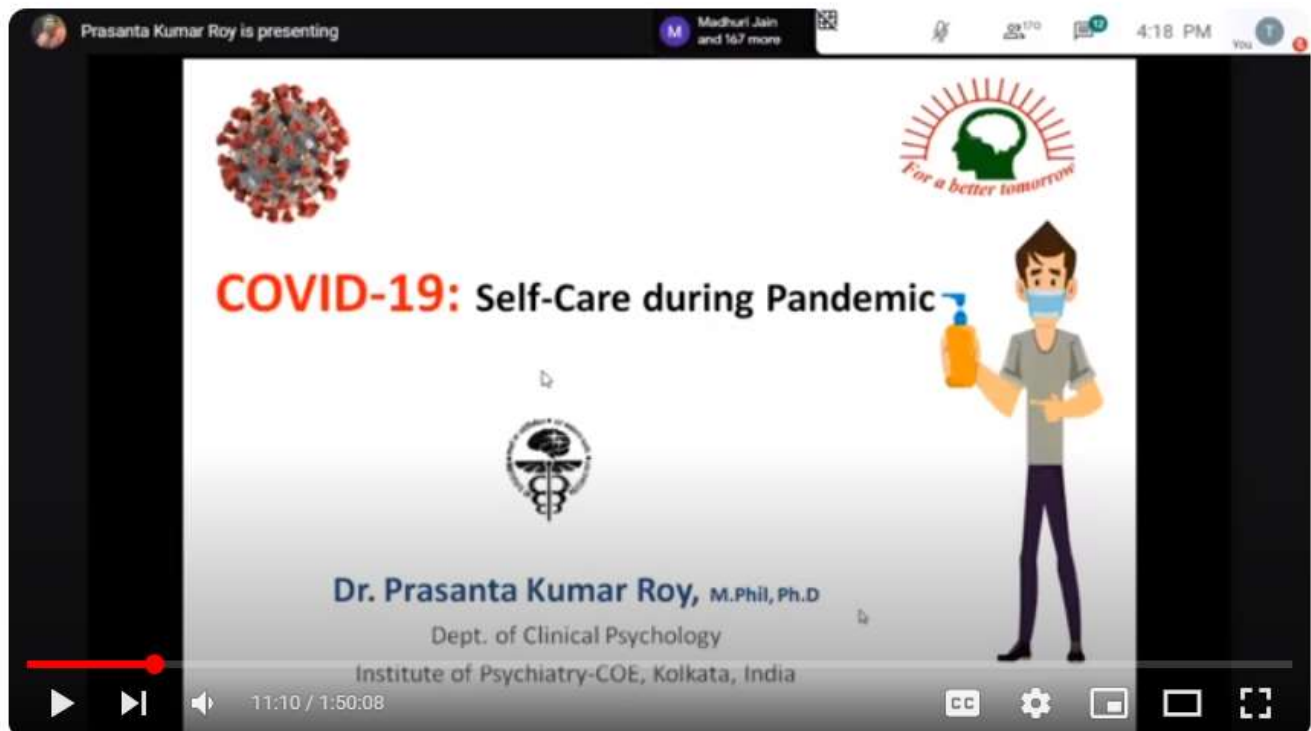 Prasanta Kumar Roy is presenting
M
Madhuri Jain
and 167 more
170
12
4:18 PM
You
T
For a better tomorrow
COVID-19: Self-Care during Pandemic
Dr. Prasanta Kumar Roy, M.Phil, Ph.D
Dept. of Clinical Psychology
Institute of Psychiatry-COE, Kolkata, India
11:10 / 1:50:08
CC